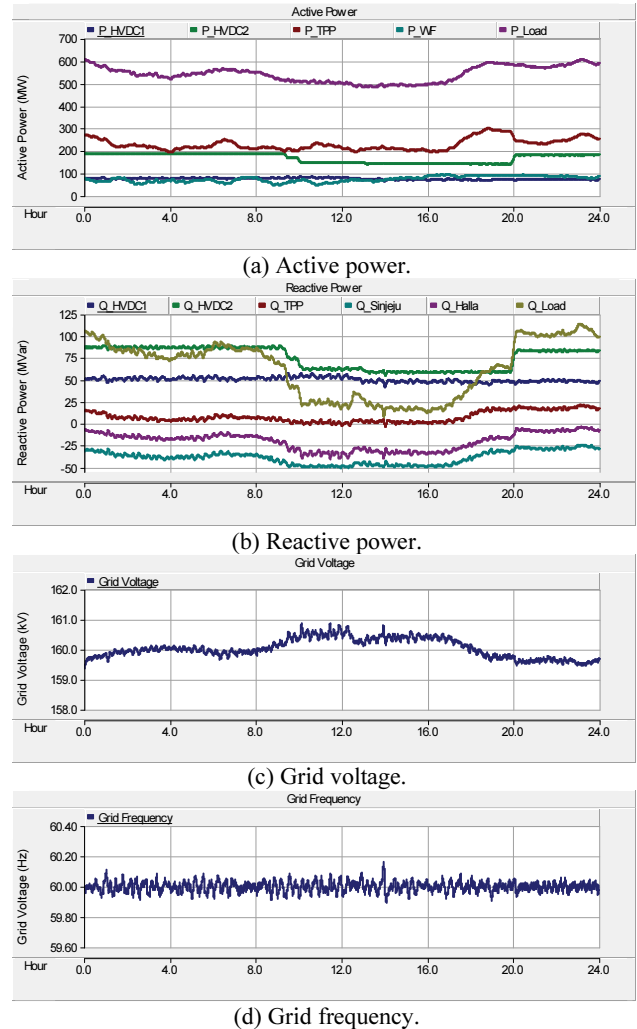 Active Power
P_HVDC1 P_HVDC2 P_TPP P_WF P_Load
Active Power (MW)
700
600
500
400
300
200
100
0
Hour 0.0 4.0 8.0 12.0 16.0 20.0 24.0
(a) Active power.
Reactive Power
Q_HVDC1 Q_HVDC2 Q_TPP Q_Sinjeju Q_Halla Q_Load
Reactive Power (MVar)
125
100
75
50
25
0
-25
-50
Hour 0.0 4.0 8.0 12.0 16.0 20.0 24.0
(b) Reactive power.
Grid Voltage
Grid Voltage
Grid Voltage (kV)
162.0
161.0
160.0
159.0
158.0
Hour 0.0 4.0 8.0 12.0 16.0 20.0 24.0
(c) Grid voltage.
Grid Frequency
Grid Frequency
Grid Voltage (Hz)
60.40
60.20
60.00
59.80
59.60
Hour 0.0 4.0 8.0 12.0 16.0 20.0 24.0
(d) Grid frequency.